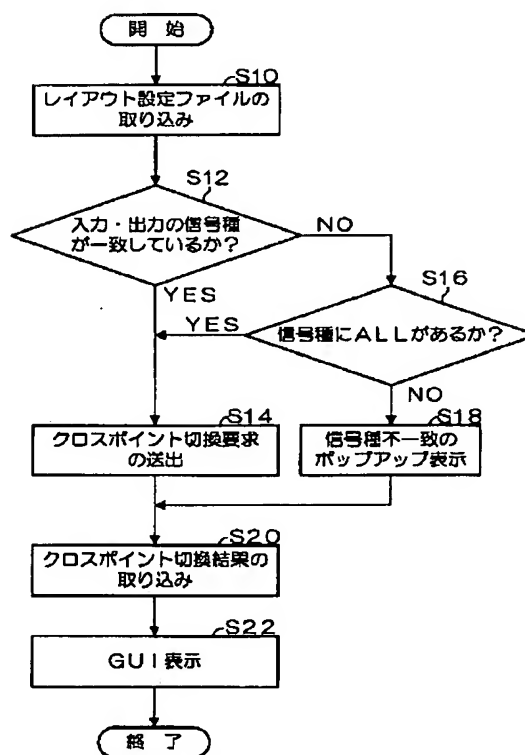 開 始
S10
レイアウト設定ファイルの
取り込み
S12
入力・出力の信号種
が一致しているか？
NO
YES
S16
信号種にALLがあるか？
YES
NO
S14
クロスポイント切換要求
の送出
S18
信号種不一致の
ポップアップ表示
S20
クロスポイント切換結果の
取り込み
S22
GUI表示
終 了